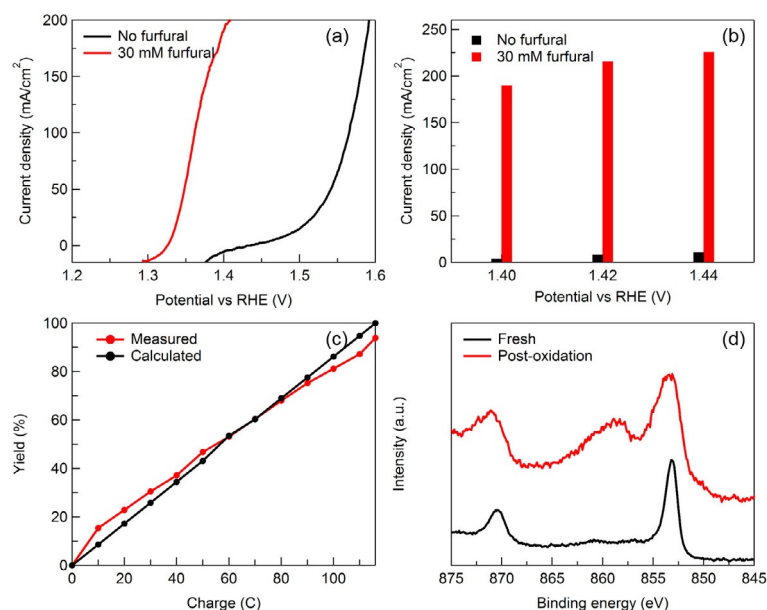 (a)
No furfural
30 mM furfural
Current density (mA/cm²)
200
150
100
50
0
1.2 1.3 1.4 1.5 1.6
Potential vs RHE (V)
(b)
No furfural
30 mM furfural
Current density (mA/cm²)
250
200
150
100
50
0
1.40 1.42 1.44
Potential vs RHE (V)
(c)
Measured
Calculated
Yield (%)
100
80
60
40
20
0
0 20 40 60 80 100
Charge (C)
(d)
Fresh
Post-oxidation
Intensity (a.u.)
875 870 865 860 855 850 845
Binding energy (eV)